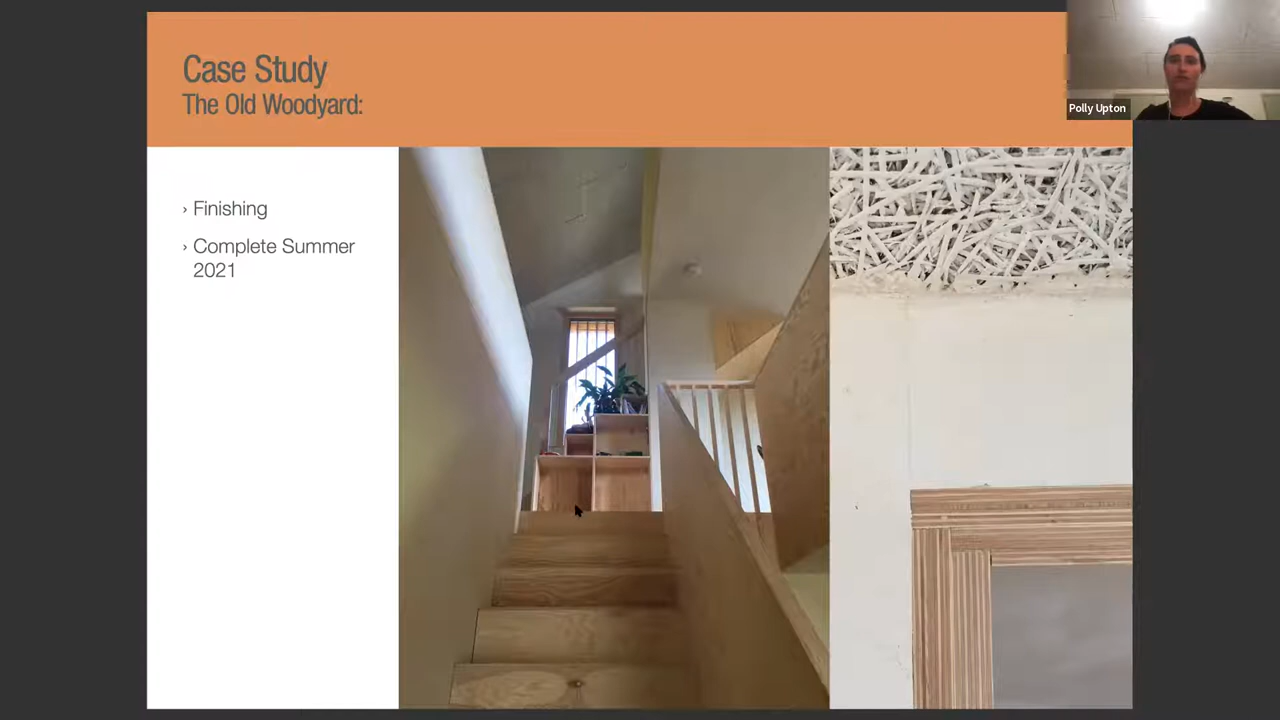 Case Study
The Old Woodyard:
› Finishing
› Complete Summer
2021
Polly Upton